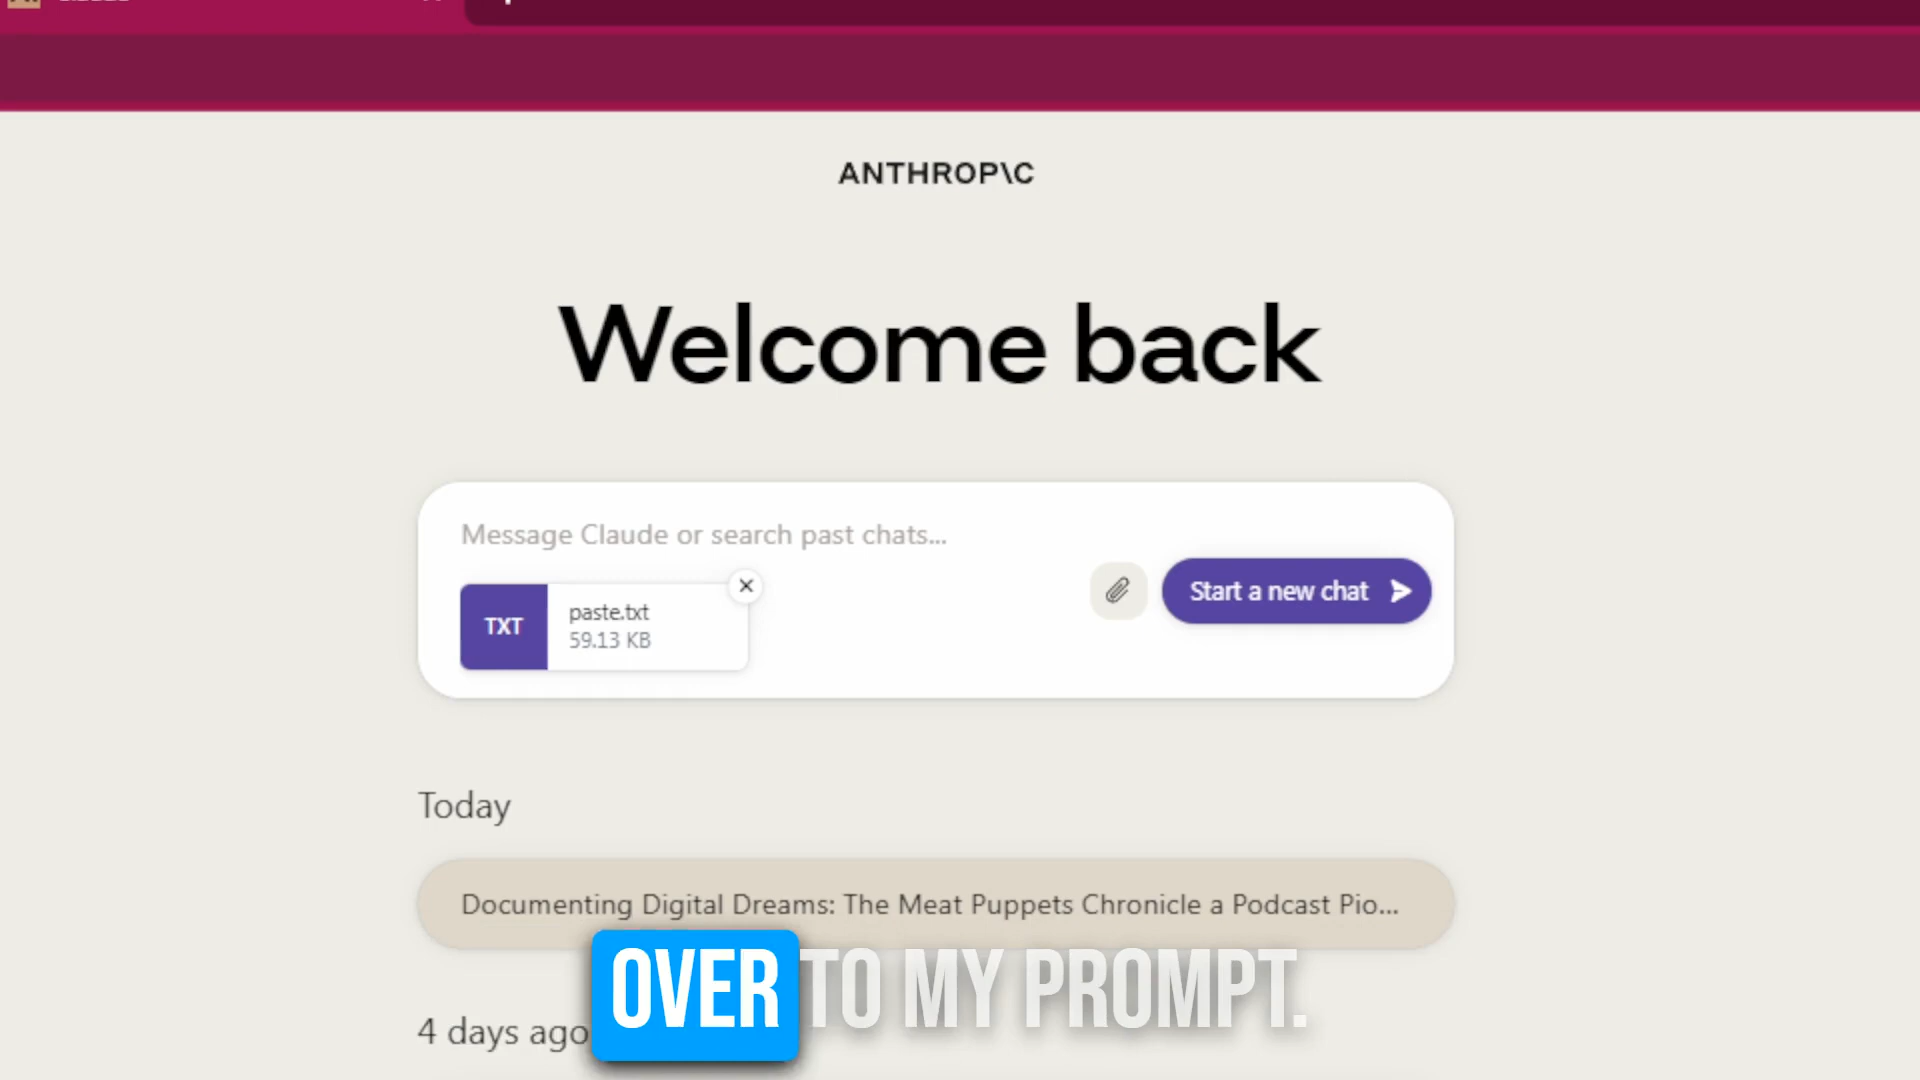 ANTHROP\C
Welcome back
Message Claude or search past chats...
TXT
paste.txt
59.13 KB
Start a new chat
Today
Documenting Digital Dreams: The Meat Puppets Chronicle a Podcast Pio...
OVER TO MY PROMPT.
4 days ago